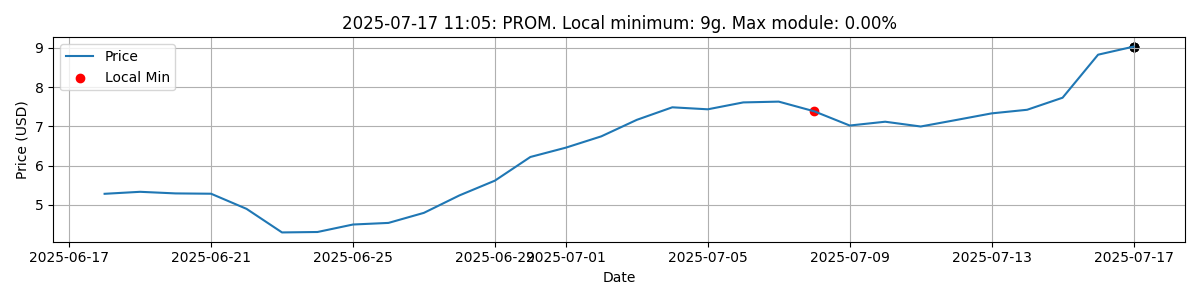 2025-07-17 11:05: PROM. Local minimum: 9g. Max module: 0.00%
Price
Local Min
Price (USD)
9
8
7
6
5
2025-06-17 2025-06-21 2025-06-25 2025-06-29 2025-07-01 2025-07-05 2025-07-09 2025-07-13 2025-07-17
Date